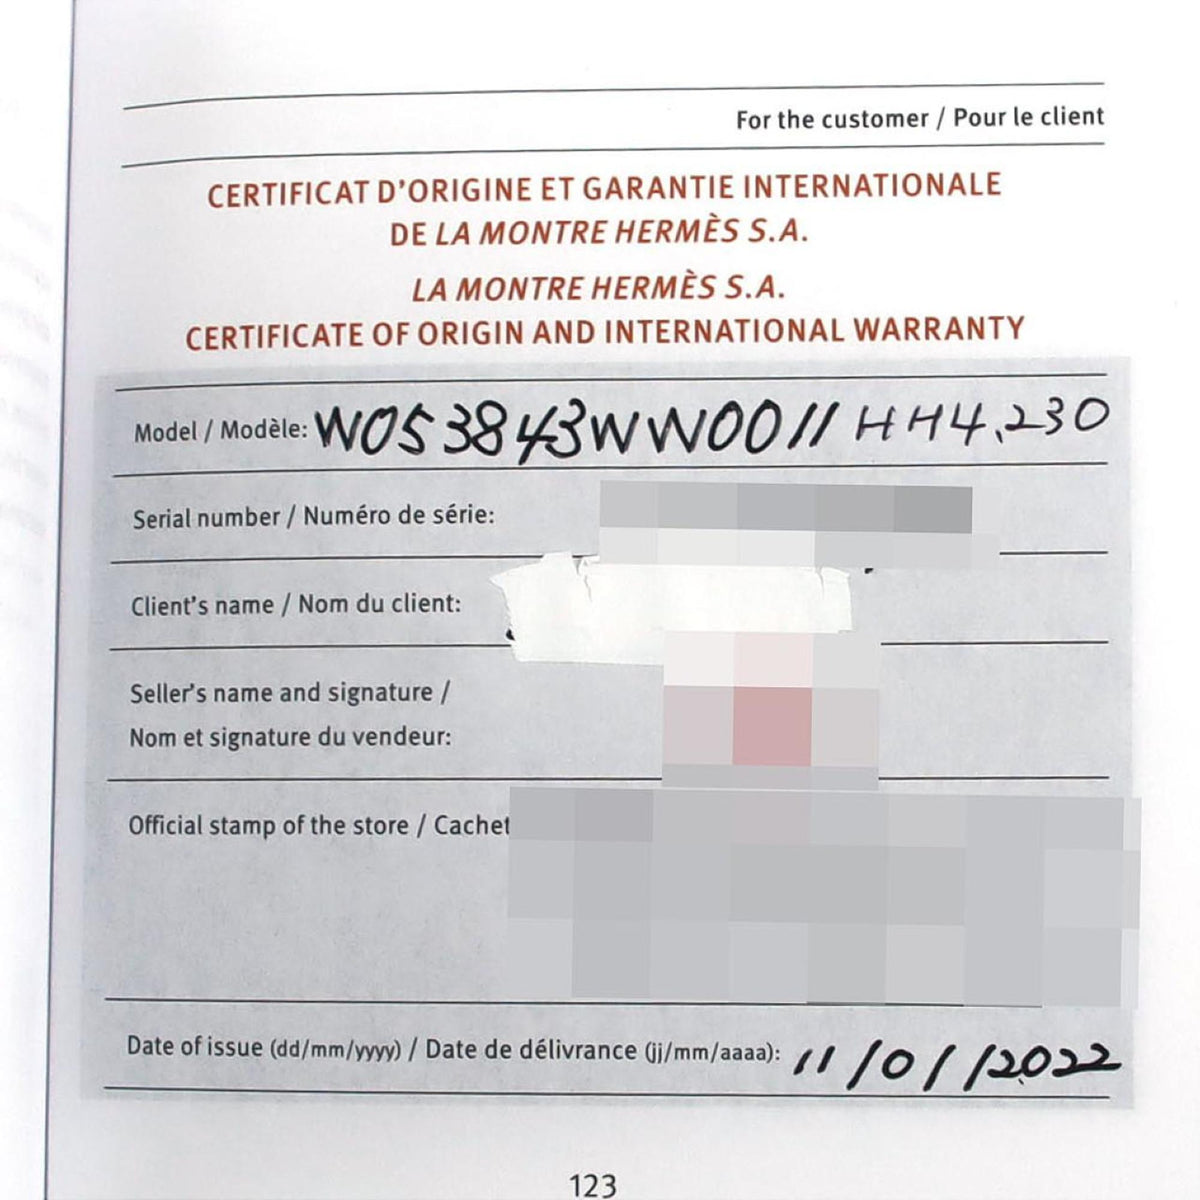 For the customer / Pour le client
CERTIFICAT D'ORIGINE ET GARANTIE INTERNATIONALE
DE LA MONTRE HERMÈS S.A.
LA MONTRE HERMÈS S.A.
CERTIFICATE OF ORIGIN AND INTERNATIONAL WARRANTY
Model / Modèle: W053843WW0011 HH4.230
Serial number / Numéro de série:
Client's name / Nom du client:
Seller's name and signature /
Nom et signature du vendeur:
Official stamp of the store / Cachet
Date of issue (dd/mm/yyyy) / Date de délivrance (jj/mm/aaaa): 11/01/2022
123